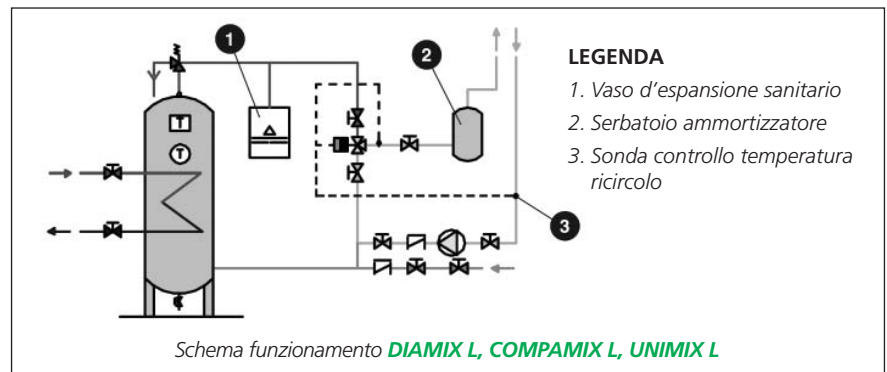 1
2
LEGENDA
1. Vaso d'espansione sanitario
2. Serbatoio ammortizzatore
3. Sonda controllo temperatura
ricircolo
T
T
3
Schema funzionamento DIAMIX L, COMPAMIX L, UNIMIX L